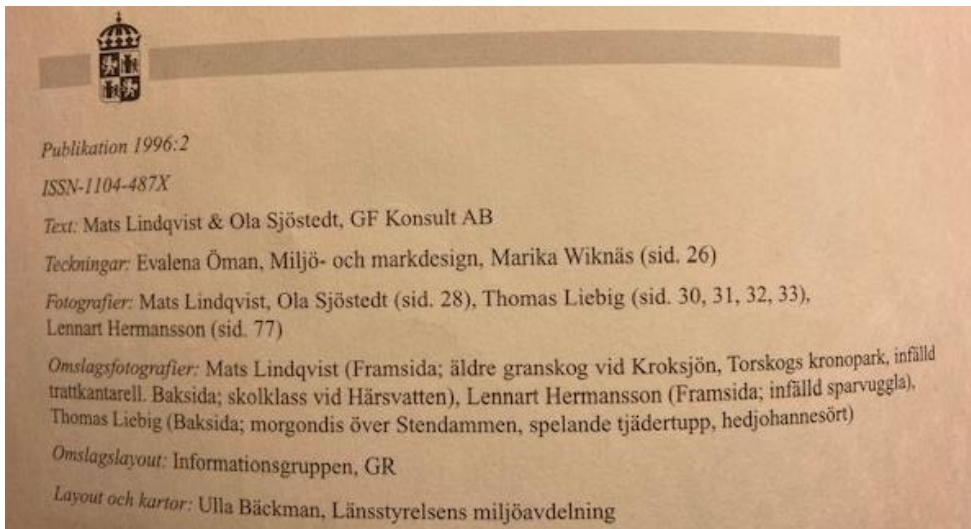 Publikation 1996:2
ISSN-1104-487X
Text: Mats Lindqvist & Ola Sjöstedt, GF Konsult AB
Teckningar: Evalena Öman, Miljö- och markdesign, Marika Wiknäs (sid. 26)
Fotografier: Mats Lindqvist, Ola Sjöstedt (sid. 28), Thomas Liebig (sid. 30, 31, 32, 33),
Lennart Hermansson (sid. 77)
Omslagsfotografier: Mats Lindqvist (Framsida; äldre granskog vid Kroksjön, Torskogs kronopark, infälld
trattkantarell. Baksida; skolklass vid Härsvatten), Lennart Hermansson (Framsida; infälld sparvuggla),
Thomas Liebig (Baksida; morgondis över Stendammen, spelande tjädertupp, hedjohannesört)
Omslagslayout: Informationsgruppen, GR
Layout och kartor: Ulla Bäckman, Länsstyrelsens miljöavdelning